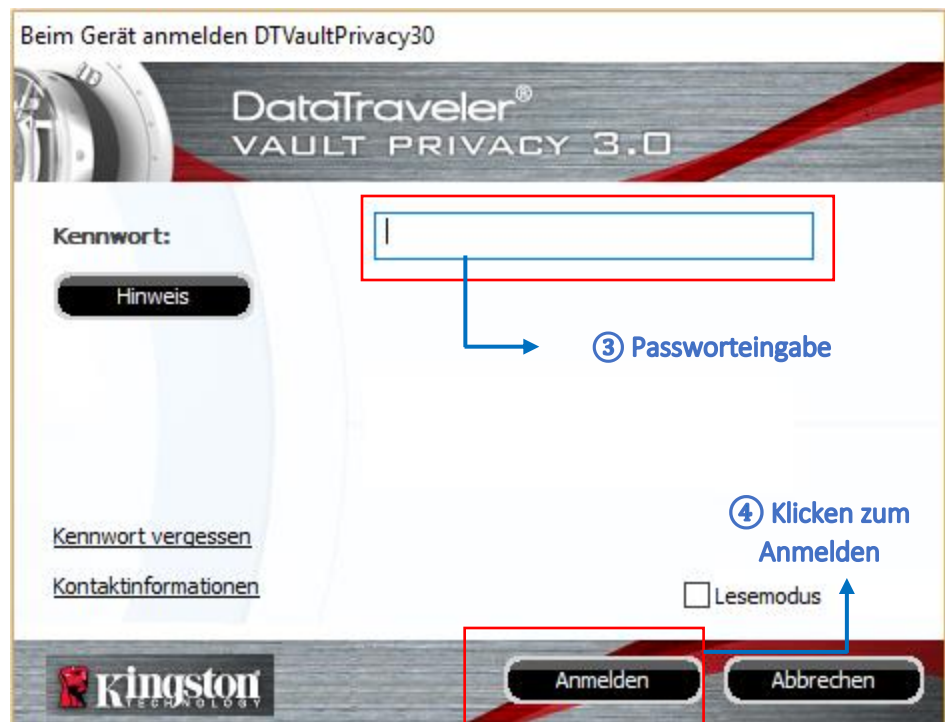 Beim Gerät anmelden DTVaultPrivacy30
DataTraveler®
VAULT PRIVACY 3.0
Kennwort:
Hinweis
③ Passworteingabe
④ Klicken zum
Anmelden
Kennwort vergessen
Kontaktinformationen
Lesemodus
Kingston
TECHNOLOGY
Anmelden
Abbrechen